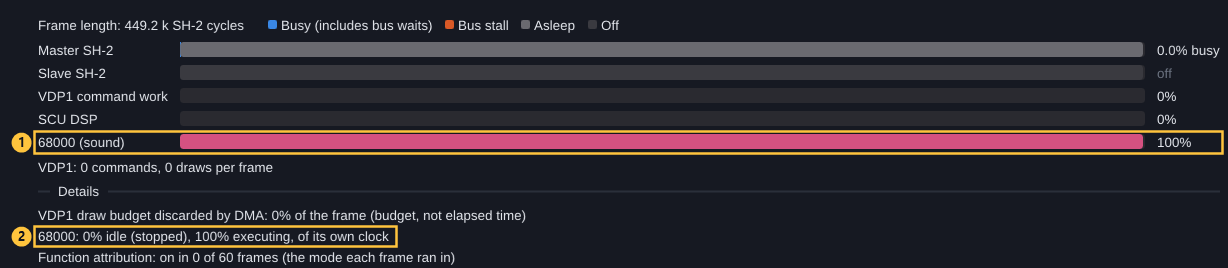 Frame length: 449.2 k SH-2 cycles Busy (includes bus waits) Bus stall Asleep Off
Master SH-2 0.0% busy
Slave SH-2 off
VDP1 command work 0%
SCU DSP 0%
1 68000 (sound) 100%
VDP1: 0 commands, 0 draws per frame
Details
VDP1 draw budget discarded by DMA: 0% of the frame (budget, not elapsed time)
2 68000: 0% idle (stopped), 100% executing, of its own clock
Function attribution: on in 0 of 60 frames (the mode each frame ran in)